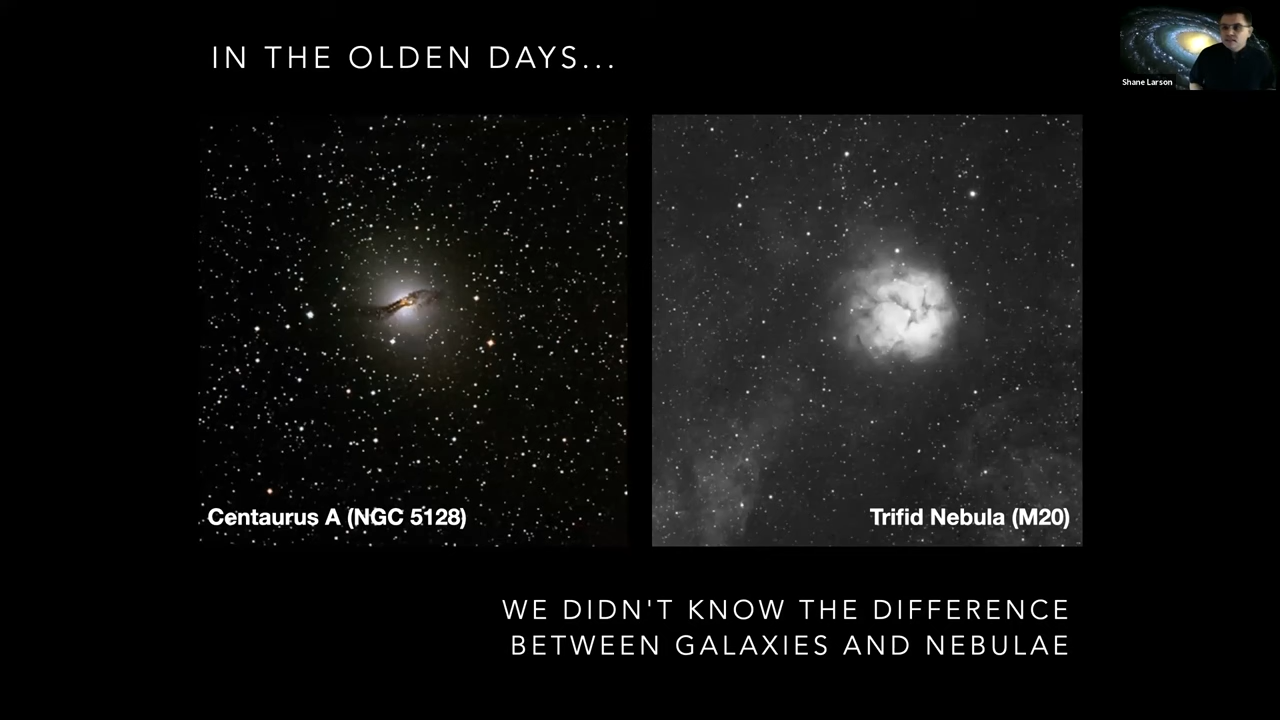 IN THE OLDEN DAYS...
Shane Larson
Centaurus A (NGC 5128)
Trifid Nebula (M20)
WE DIDN'T KNOW THE DIFFERENCE
BETWEEN GALAXIES AND NEBULAE